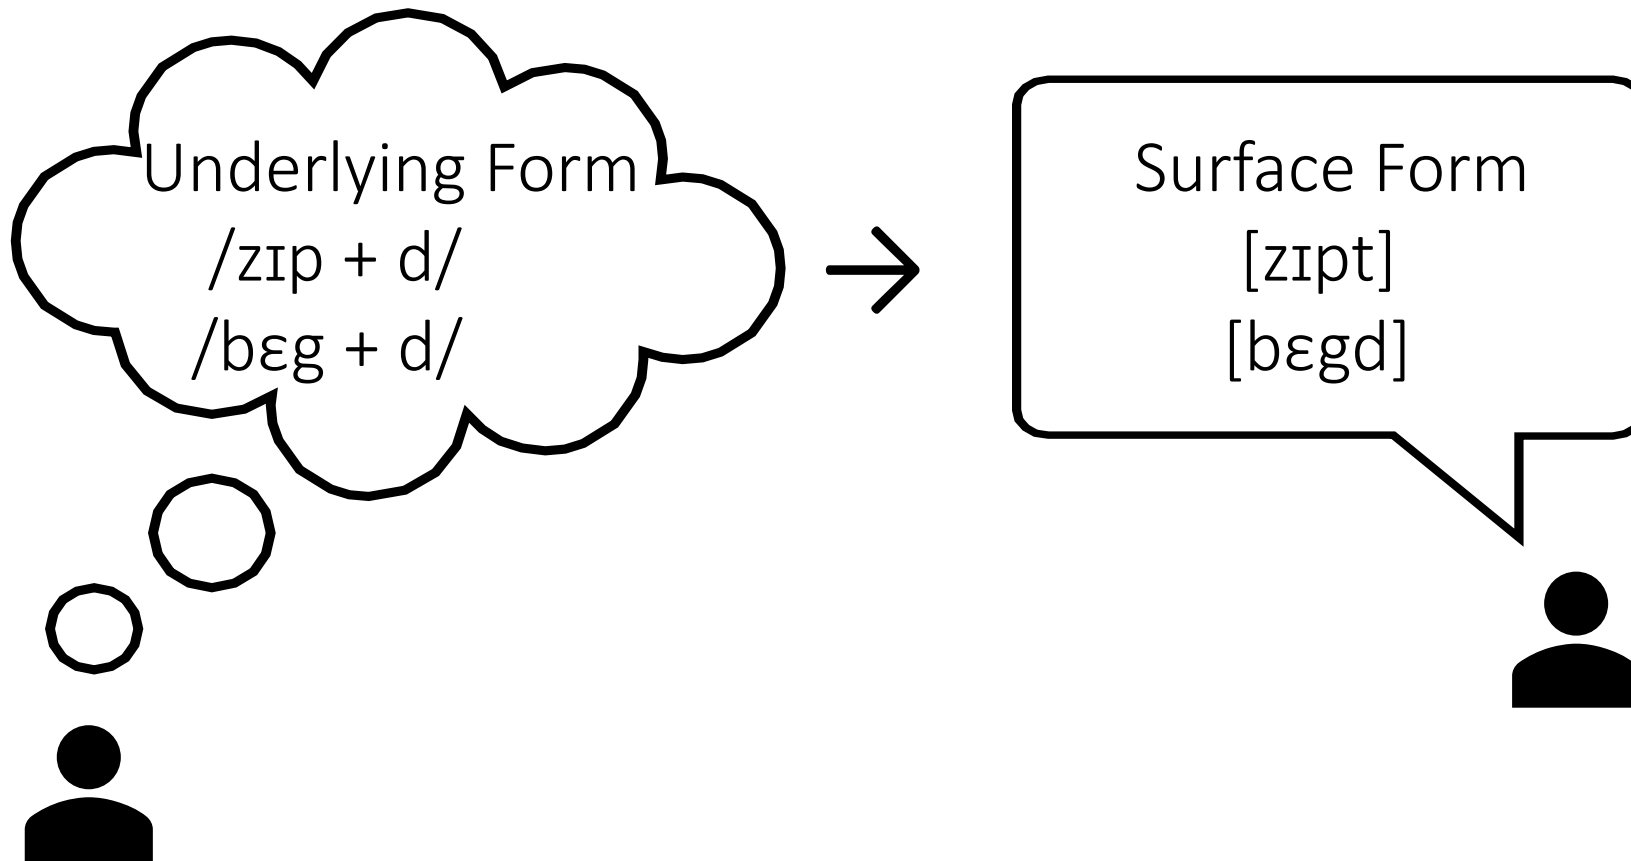 Underlying Form
/zɪp + d/
/bɛg + d/
Surface Form
[zɪpt]
[bɛgd]